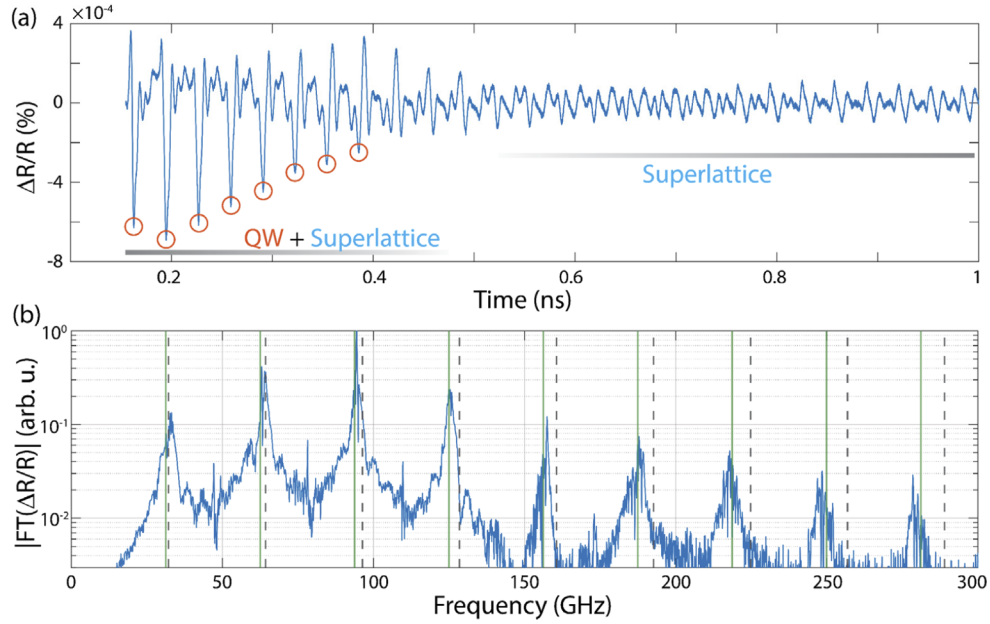 (a)
×10⁻⁴
4
0
-4
-8
ΔR/R (%)
QW + Superlattice
Superlattice
0.2 0.4 0.6 0.8 1
Time (ns)
(b)
10⁰
10⁻¹
10⁻²
|FT(ΔR/R)| (arb. u.)
0 50 100 150 200 250 300
Frequency (GHz)